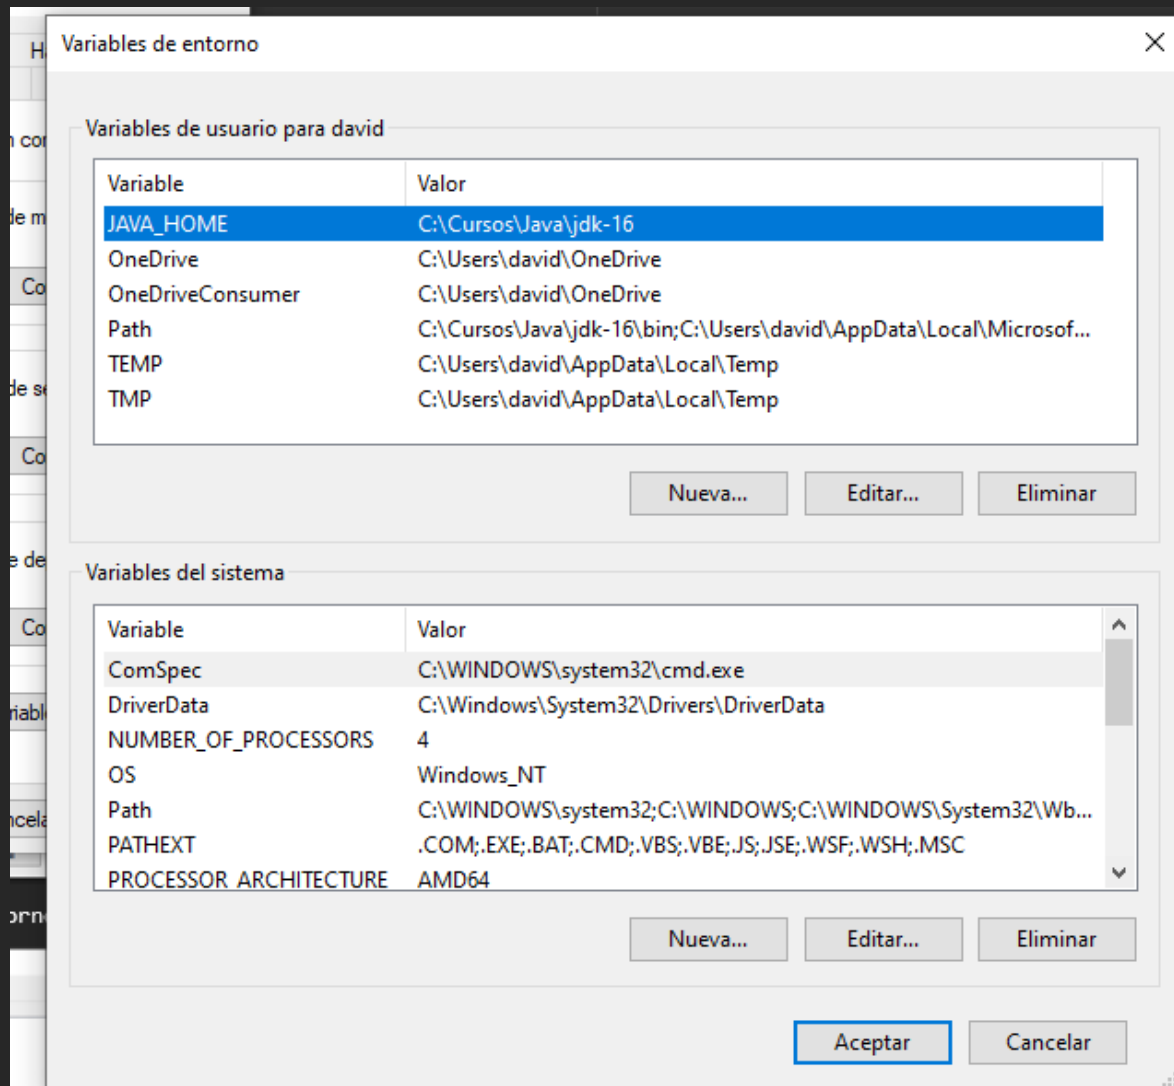 Variables de entorno
Variables de usuario para david
Variable Valor
JAVA_HOME C:\Cursos\Java\jdk-16
OneDrive C:\Users\david\OneDrive
OneDriveConsumer C:\Users\david\OneDrive
Path C:\Cursos\Java\jdk-16\bin;C:\Users\david\AppData\Local\Microsof...
TEMP C:\Users\david\AppData\Local\Temp
TMP C:\Users\david\AppData\Local\Temp
Nueva... Editar... Eliminar
Variables del sistema
Variable Valor
ComSpec C:\WINDOWS\system32\cmd.exe
DriverData C:\Windows\System32\Drivers\DriverData
NUMBER_OF_PROCESSORS 4
OS Windows_NT
Path C:\WINDOWS\system32;C:\WINDOWS;C:\WINDOWS\System32\Wb...
PATHEXT .COM;.EXE;.BAT;.CMD;.VBS;.VBE;.JS;.JSE;.WSF;.WSH;.MSC
PROCESSOR_ARCHITECTURE AMD64
Nueva... Editar... Eliminar
Aceptar Cancelar